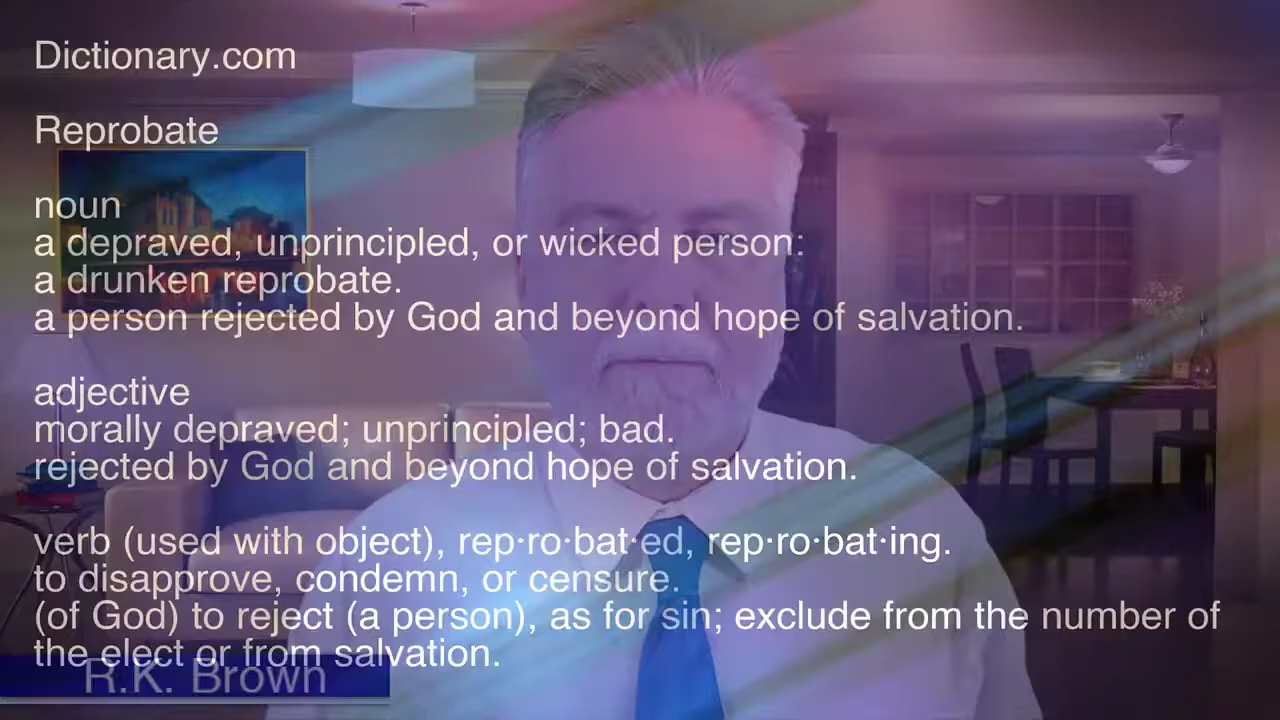 Dictionary.com
Reprobate
noun
a depraved, unprincipled, or wicked person:
a drunken reprobate.
a person rejected by God and beyond hope of salvation.
adjective
morally depraved; unprincipled; bad.
rejected by God and beyond hope of salvation.
verb (used with object), rep·ro·bat·ed, rep·ro·bat·ing.
to disapprove, condemn, or censure.
(of God) to reject (a person), as for sin; exclude from the number of
the elect or from salvation.
R.K. Brown